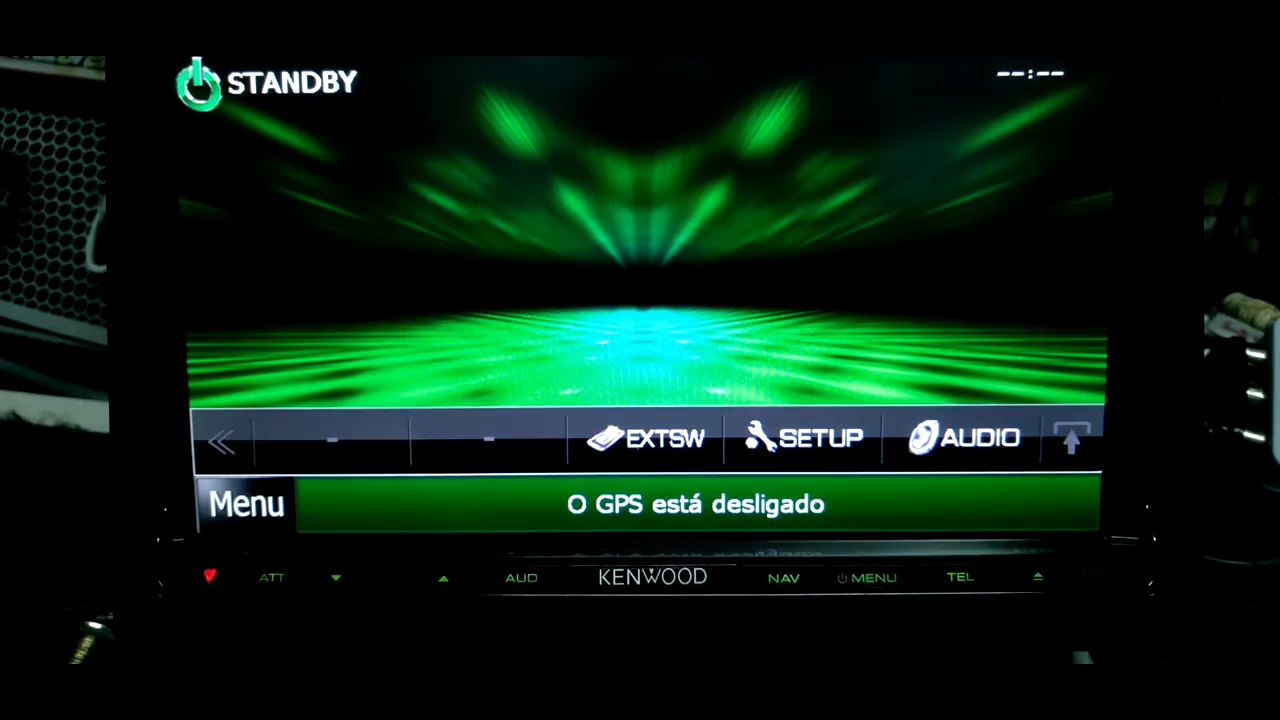 STANDBY
--:--
EXTSW
SETUP
AUDIO
Menu
O GPS está desligado
ATT
AUD
KENWOOD
NAV
MENU
TEL